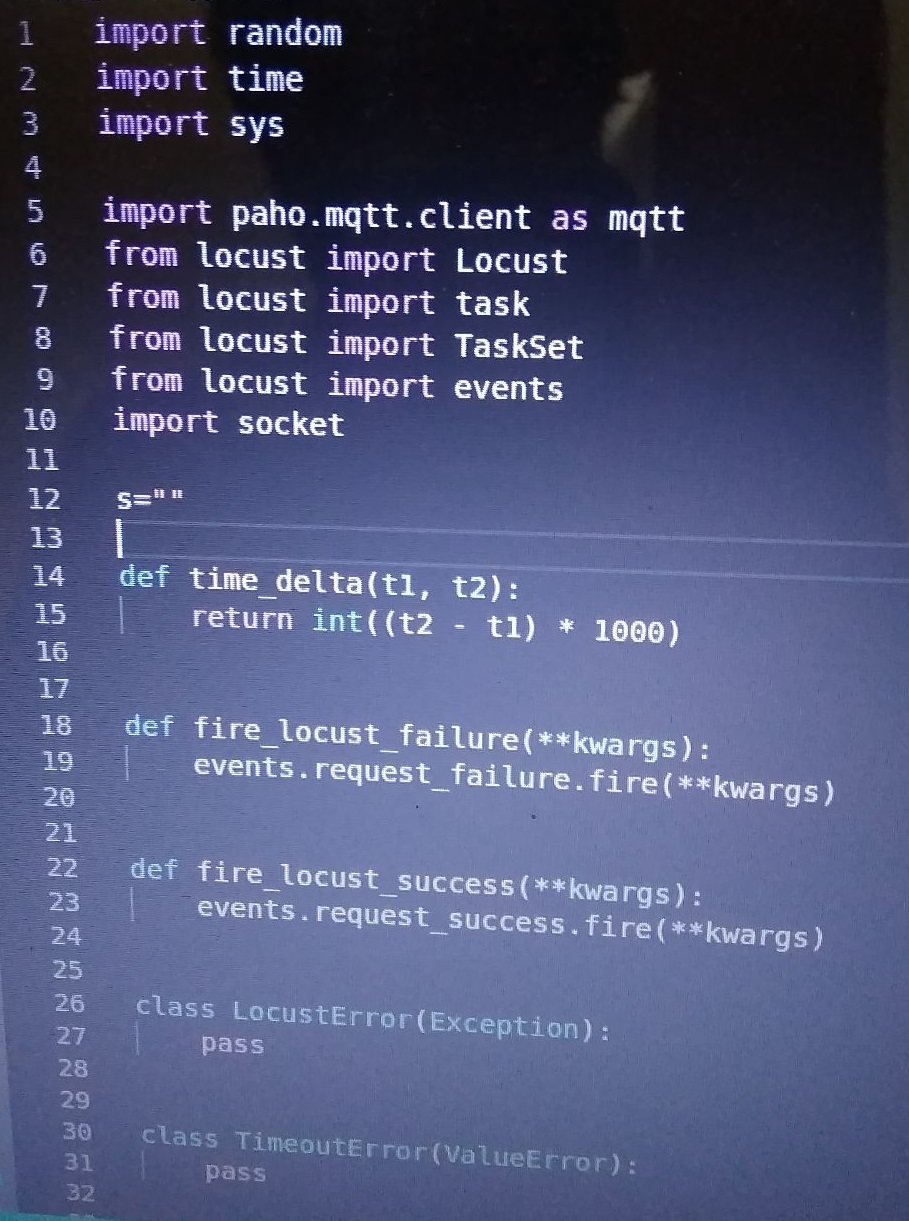 1 import random
2 import time
3 import sys
4
5 import paho.mqtt.client as mqtt
6 from locust import Locust
7 from locust import task
8 from locust import TaskSet
9 from locust import events
10 import socket
11
12 s=""
13
14 def time_delta(t1, t2):
15     return int((t2 - t1) * 1000)
16
17
18 def fire_locust_failure(**kwargs):
19     events.request_failure.fire(**kwargs)
20
21
22 def fire_locust_success(**kwargs):
23     events.request_success.fire(**kwargs)
24
25
26 class LocustError(Exception):
27     pass
28
29
30 class TimeoutError(ValueError):
31     pass
32